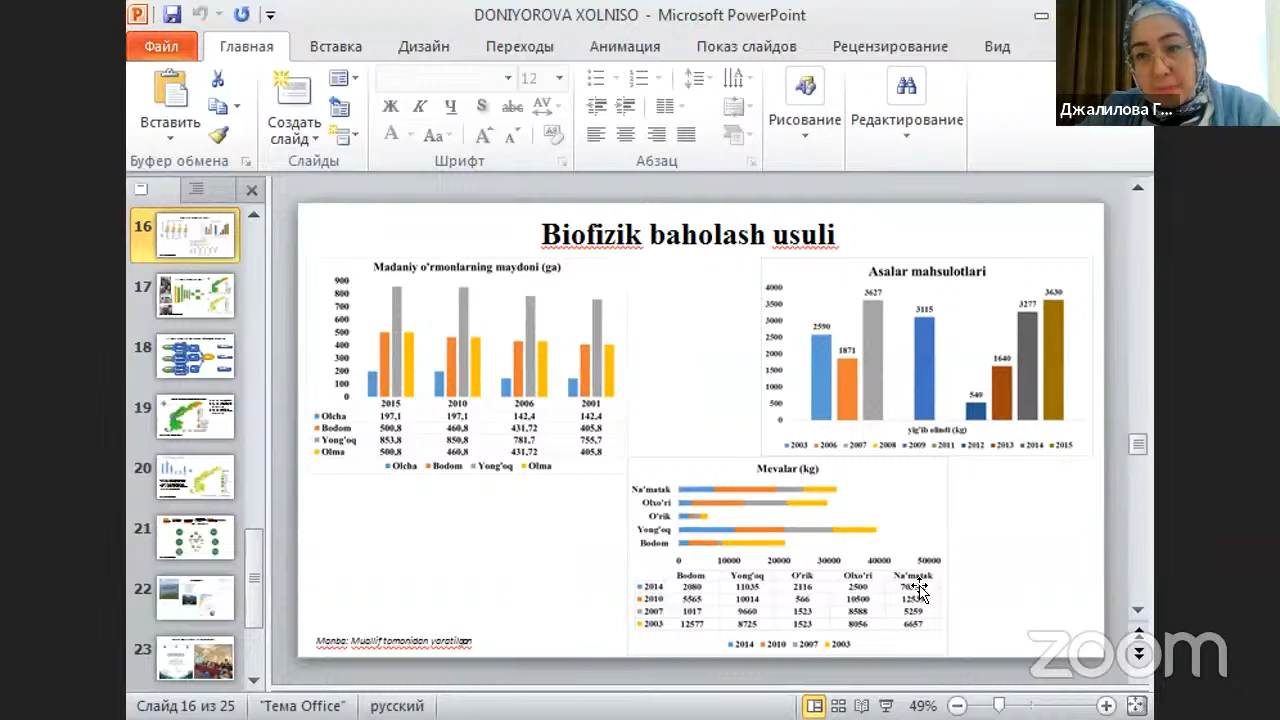 DONIYOROVA XOLNISO - Microsoft PowerPoint
Файл Главная Вставка Дизайн Переходы Анимация Показ слайдов Рецензирование Вид
Джалилова Г...
12
Вставить Создать слайд Рисование Редактирование
Ж К Ч S abc AV
A Aa A A
Буфер обмена Слайды Шрифт Абзац
16
17
18
19
20
21
22
23
Biofizik baholash usuli
Madaniy o'rmonlarning maydoni (ga)
900
800
700
600
500
400
300
200
100
0
2015 2010 2006 2001
Olcha 197,1 197,1 142,4 142,4
Bodom 500,8 460,8 431,72 405,8
Yong'oq 853,8 850,8 781,7 755,7
Olma 500,8 460,8 431,72 405,8
Olcha Bodom Yong'oq Olma
Asalar mahsulotlari
4000
3500
3000
2500
2000
1500
1000
500
0
2590 1871 3627 3115 540 1640 3277 3630
yig'ib olindi (kg)
2003 2006 2007 2008 2009 2011 2012 2013 2014 2015
Mevalar (kg)
Na'matak
Olxo'ri
O'rik
Yong'oq
Bodom
0 10000 20000 30000 40000 50000
Bodom Yong'oq O'rik Olxo'ri Na'matak
2014 2080 11035 2116 2500
2010 5565 10014 566 10500
2007 1017 9660 1523 8588 5259
2003 12577 8725 1523 8056 6657
2014 2010 2007 2003
Manba: Muallif tomonidan yaratilgan
zoom
Слайд 16 из 25 "Тема Office" русский 49%